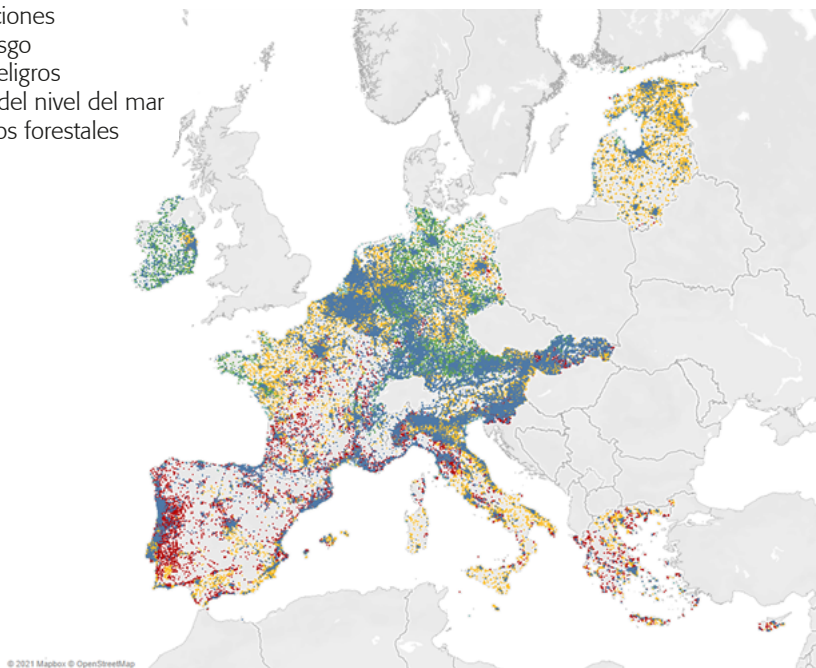 ciones
sgo
eligros
del nivel del mar
os forestales
© 2021 Mapbox © OpenStreetMap